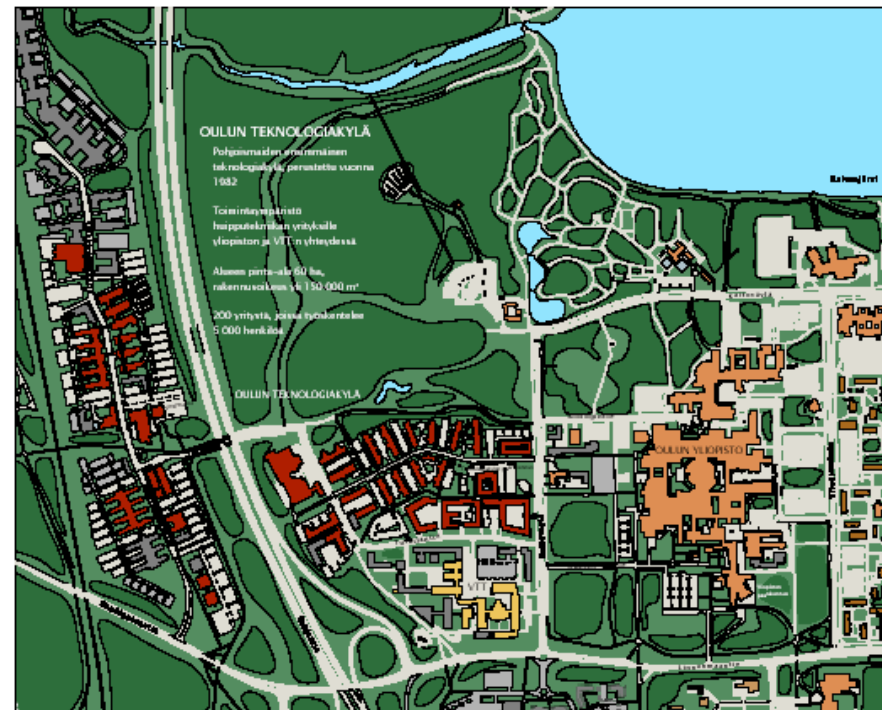 OULUN TEKNOLOGIAKYLÄ
Pohjoismaiden ensimmäinen
teknologiakylä, perustettu vuonna
1982
Toimintaympäristö
huipputekniikan yrityksille
yliopiston ja VTT:n yhteydessä
Alueen pinta-ala 60 ha,
rakennusoikeus yli 150 000 m²
200 yritystä, joissa työskentelee
5 000 henkilöä
OULUN TEKNOLOGIAKYLÄ
OULUN YLIOPISTO
VTT